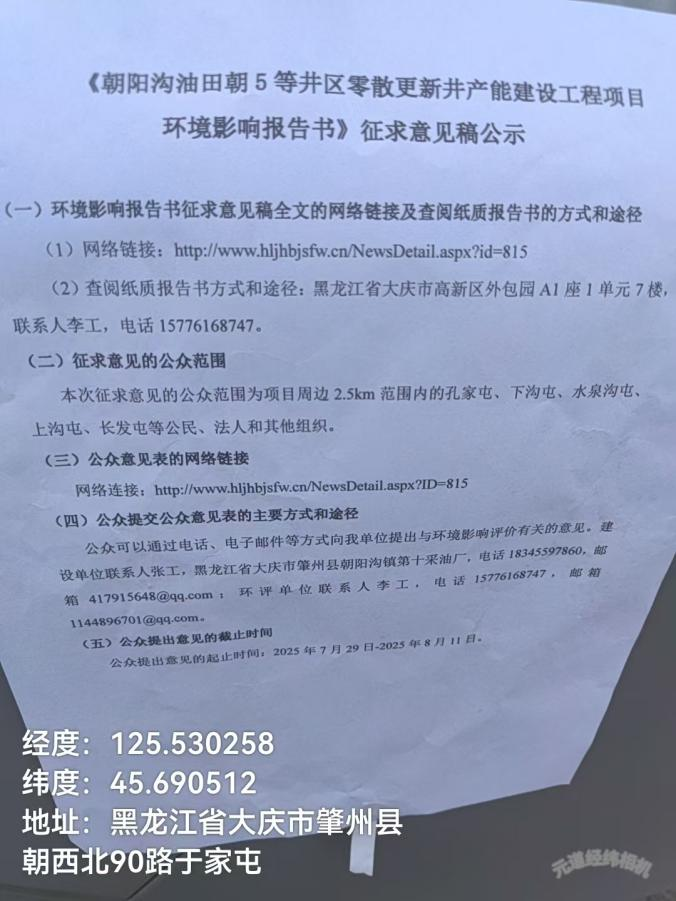 《朝阳沟油田朝5等井区零散更新井产能建设工程项目
环境影响报告书》征求意见稿公示
（一）环境影响报告书征求意见稿全文的网络链接及查阅纸质报告书的方式和途径
（1）网络链接：http://www.hljhbjsfw.cn/NewsDetail.aspx?id=815
（2）查阅纸质报告书方式和途径：黑龙江省大庆市高新区外包园 A1 座 1 单元 7 楼，
联系人李工，电话 15776168747。
（二）征求意见的公众范围
本次征求意见的公众范围为项目周边 2.5km 范围内的孔家屯、下沟屯、水泉沟屯、
上沟屯、长发屯等公民、法人和其他组织。
（三）公众意见表的网络链接
网络连接：http://www.hljhbjsfw.cn/NewsDetail.aspx?ID=815
（四）公众提交公众意见表的主要方式和途径
公众可以通过电话、电子邮件等方式向我单位提出与环境影响评价有关的意见。建
设单位联系人张工，黑龙江省大庆市肇州县朝阳沟镇第十采油厂，电话 18345597860，邮
箱 417915648@qq.com；环评单位联系人李工，电话 15776168747，邮箱
1144896701@qq.com。
（五）公众提出意见的截止时间
公众提出意见的起止时间：2025 年 7 月 29 日-2025 年 8 月 11 日。
经度：125.530258
纬度：45.690512
地址：黑龙江省大庆市肇州县
朝西北90路于家屯
元道经纬相机